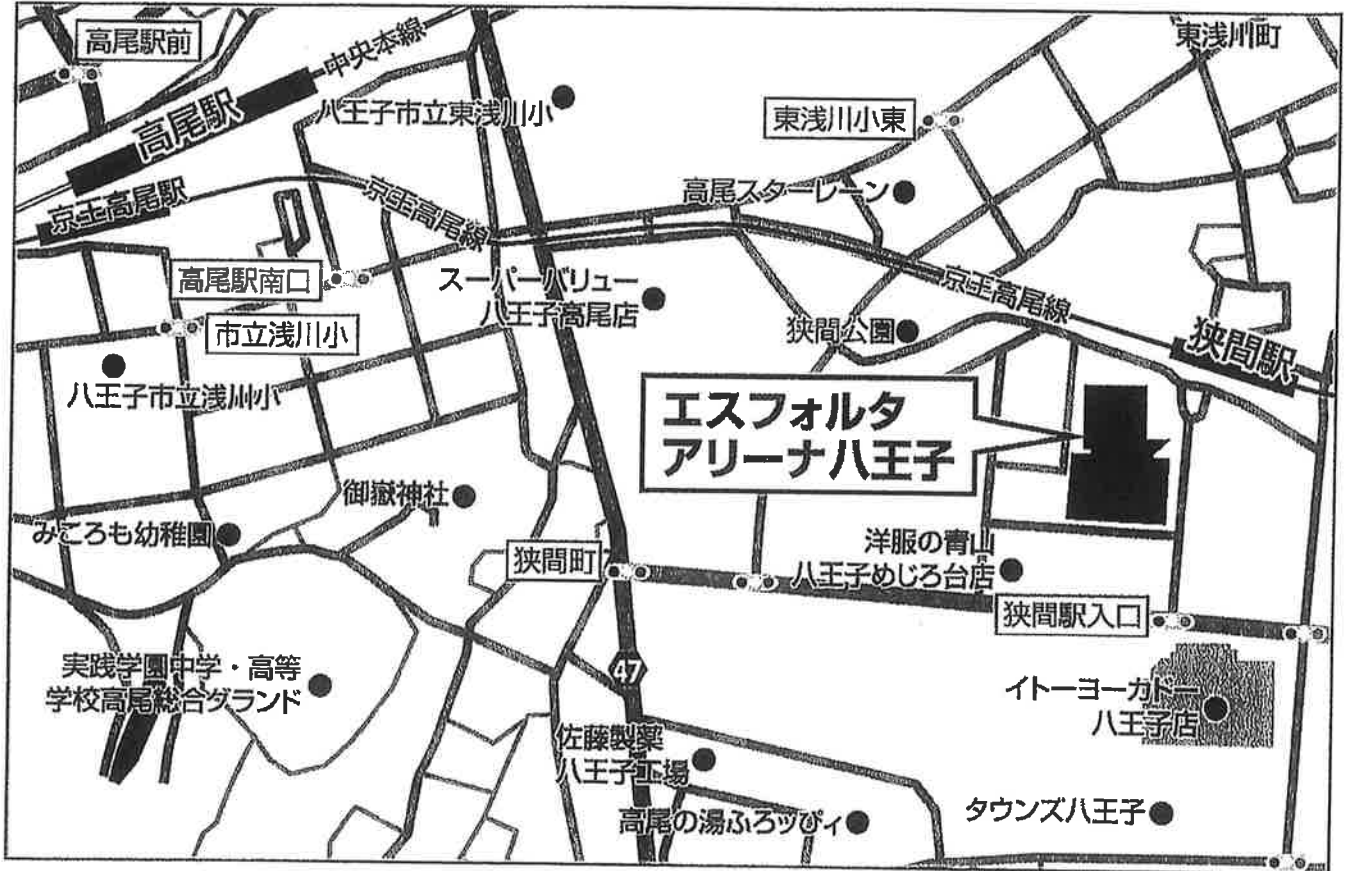 高尾駅前
中央本線
高尾駅
八王子市立東浅川小
東浅川町
東浅川小東
京王高尾駅
京王高尾線
高尾スターレーン
高尾駅南口
スーパーバリュー
八王子高尾店
京王高尾線
市立浅川小
狭間公園
狭間駅
八王子市立浅川小
エスフォルタ
アリーナ八王子
御嶽神社
みころも幼稚園
狭間町
洋服の青山
八王子めじろ台店
狭間駅入口
実践学園中学・高等
学校高尾総合グランド
47
イトーヨーカドー
八王子店
佐藤製薬
八王子工場
高尾の湯ふろッぴィ
タウンズ八王子